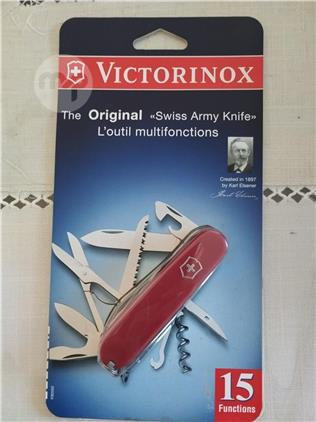 VICTORINOX
The Original «Swiss Army Knife»
L'outil multifonctions
Created in 1897
by Karl Elsener
15
Functions